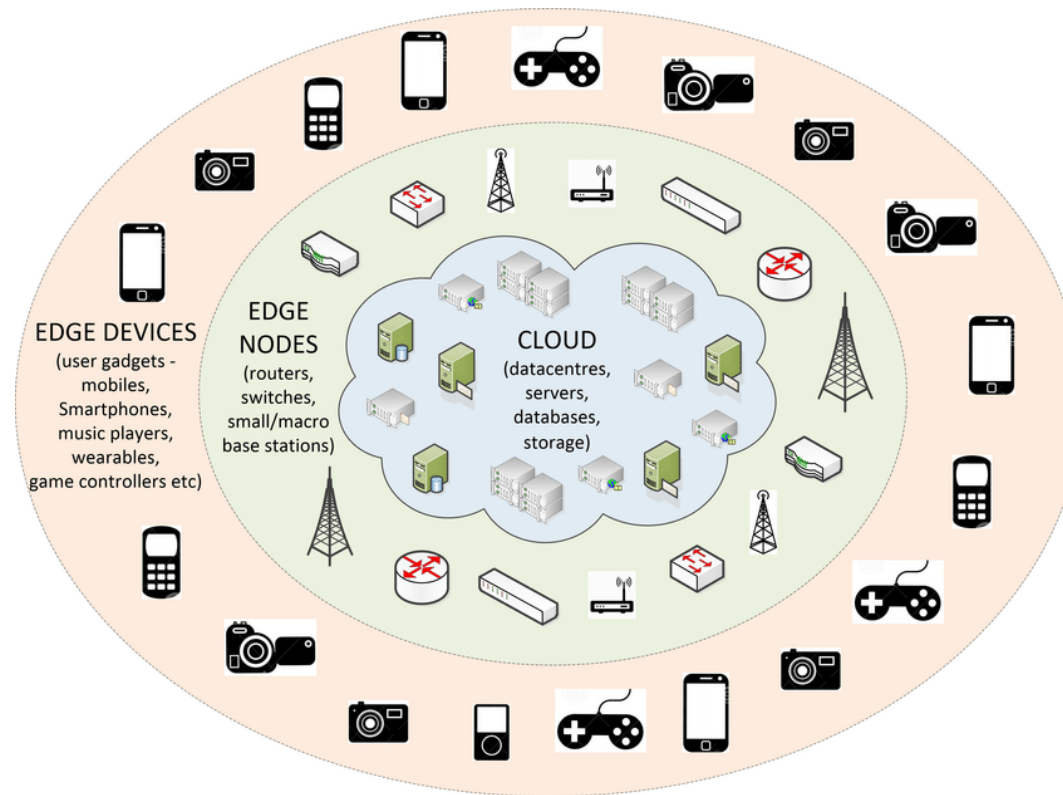 EDGE DEVICES
(user gadgets -
mobiles,
Smartphones,
music players,
wearables,
game controllers etc)
EDGE
NODES
(routers,
switches,
small/macro
base stations)
CLOUD
(datacentres,
servers,
databases,
storage)